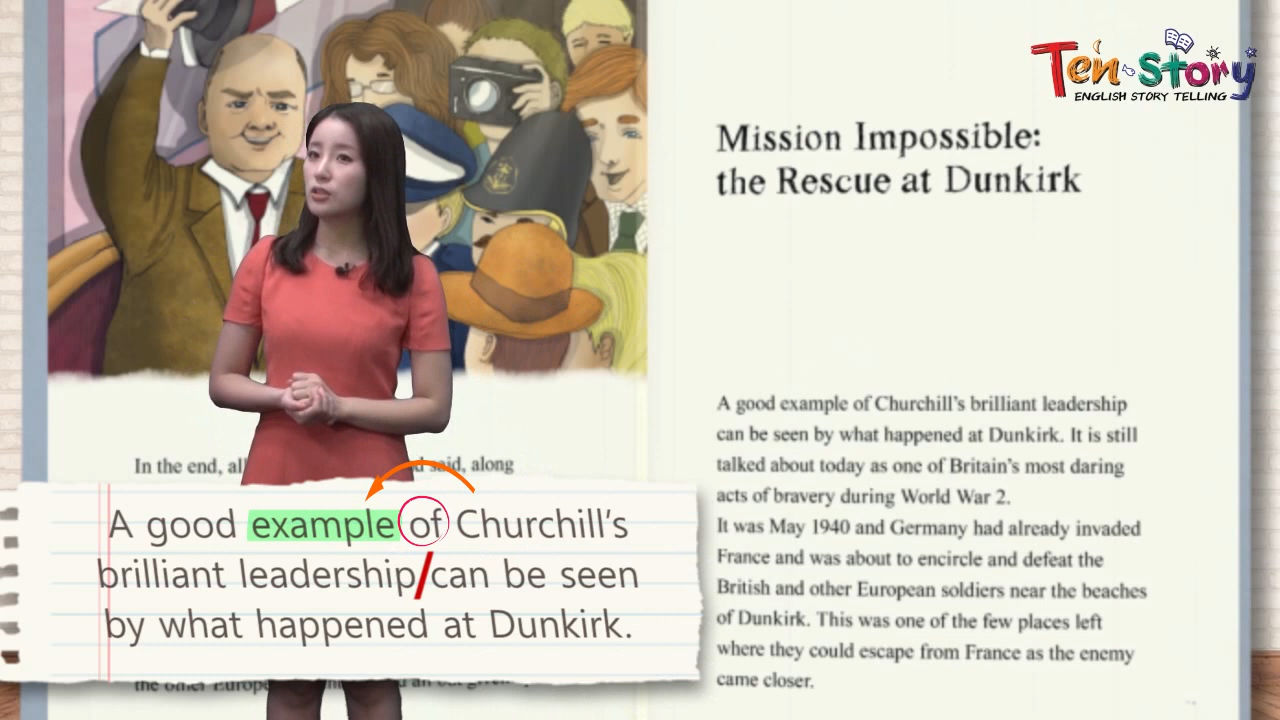 Ten Story
ENGLISH STORY TELLING
Mission Impossible:
the Rescue at Dunkirk
A good example of Churchill's brilliant leadership
can be seen by what happened at Dunkirk. It is still
talked about today as one of Britain's most daring
acts of bravery during World War 2.
It was May 1940 and Germany had already invaded
France and was about to encircle and defeat the
British and other European soldiers near the beaches
of Dunkirk. This was one of the few places left
where they could escape from France as the enemy
came closer.
In the end, all said, along
A good example of Churchill's
brilliant leadership/can be seen
by what happened at Dunkirk.
the other